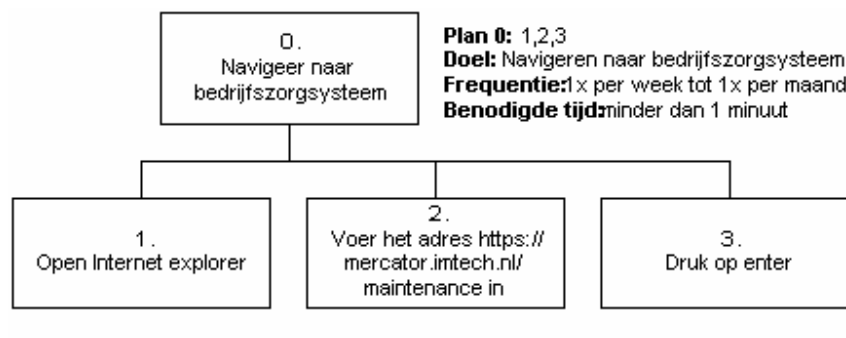 0.
Navigeer naar
bedrijfszorgsysteem
Plan 0: 1,2,3
Doel: Navigeren naar bedrijfszorgsysteem
Frequentie:1x per week tot 1x per maand
Benodigde tijd:minder dan 1 minuut
1.
Open Internet explorer
2.
Voer het adres https://
mercator.imtech.nl/
maintenance in
3.
Druk op enter